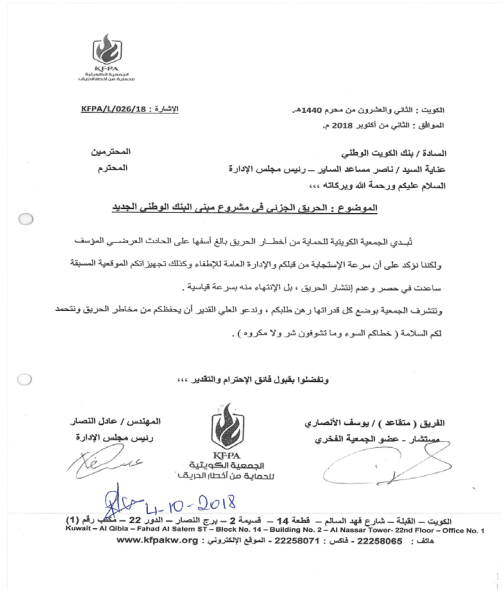 KFPA
الجمعية الكويتية
للحماية من أخطار الحريق
الكويت : الثاني والعشرون من محرم 1440هـ.
الإشارة : KFPA/L/026/18
الموافق : الثاني من أكتوبر 2018 م.
السادة / بنك الكويت الوطني
المحترمين
عناية السيد / ناصر مساعد الساير – رئيس مجلس الإدارة
المحترم
السلام عليكم ورحمة الله وبركاته ،،،
الموضوع : الحريق الجزئي في مشروع مبنى البنك الوطني الجديد
تُبدي الجمعية الكويتية للحماية من أخطار الحريق بالغ أسفها على الحادث العرضي المؤسف
ولكننا نؤكد على أن سرعة الإستجابة من قبلكم والإدارة العامة للإطفاء وكذلك تجهيزاتكم الموقعية المسبقة
ساعدت في حصر وعدم إنتشار الحريق ، بل الإنتهاء منه بسرعة قياسية .
وتتشرف الجمعية بوضع كل قدراتها رهن طلبكم ، وتدعو العلي القدير أن يحفظكم من مخاطر الحريق ونتحمد
لكم السلامة ( خطاكم السوء وما تشوفون شر ولا مكروه ) .
وتفضلوا بقبول فائق الإحترام والتقدير ،،،
الفريق ( متقاعد ) / يوسف الأنصاري
مستشار - عضو الجمعية الفخري
المهندس / عادل النصار
رئيس مجلس الإدارة
KFPA
الجمعية الكويتية
للحماية من أخطار الحريق
4-10-2018
الكويت – القبلة – شارع فهد السالم – قطعة 14 – قسيمة 2 – برج النصار – الدور 22 – مكتب رقم (1)
Kuwait – Al Qibla – Fahad Al Salem ST – Block No. 14 – Building No. 2 – Al Nassar Tower- 22nd Floor – Office No. 1
هاتف : 22258065 - فاكس : 22258071 - الموقع الإلكتروني : www.kfpakw.org